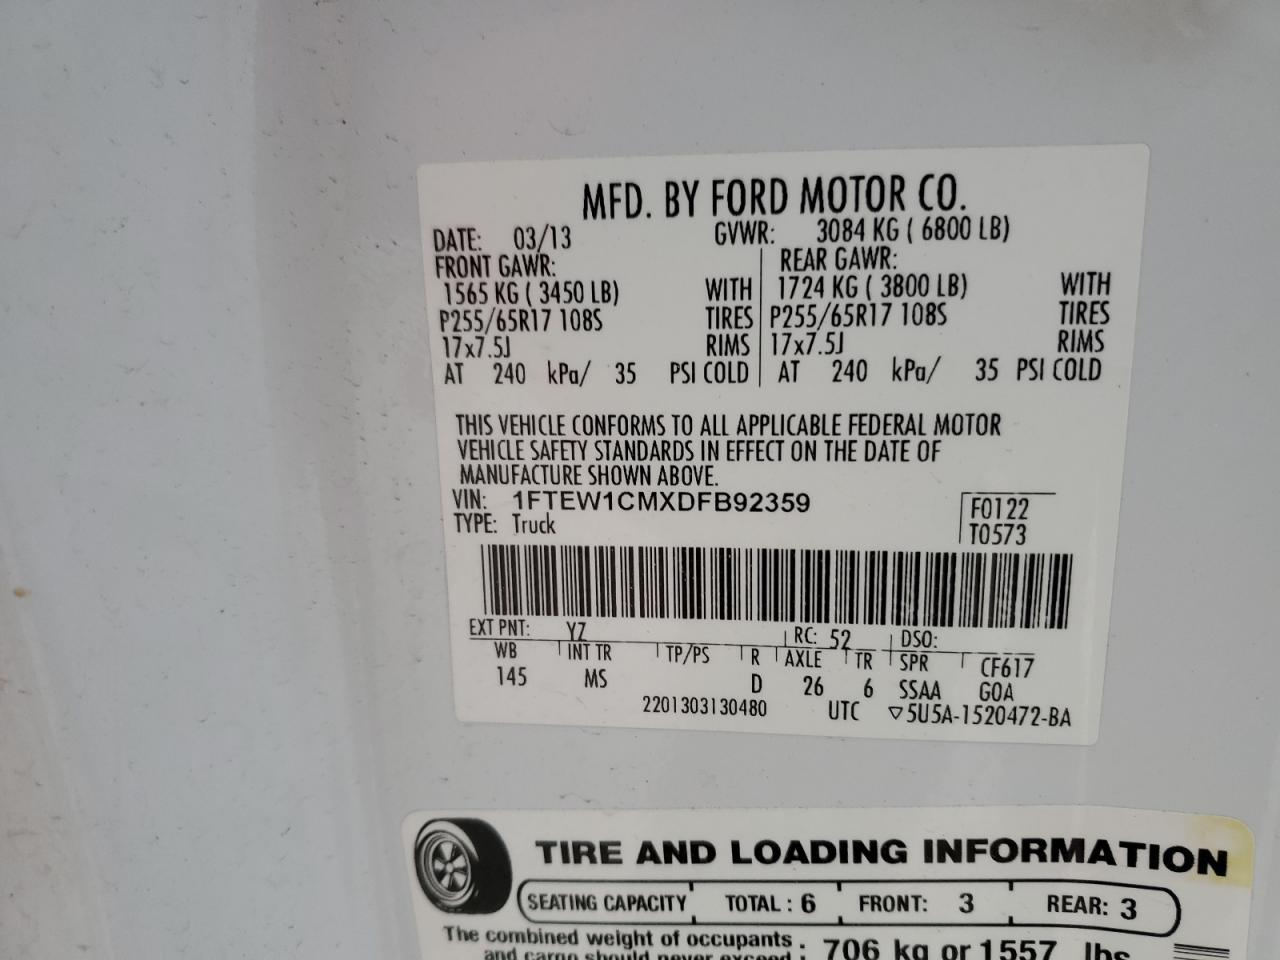 MFD. BY FORD MOTOR CO.
DATE: 03/13 GVWR: 3084 KG ( 6800 LB)
FRONT GAWR: REAR GAWR:
1565 KG ( 3450 LB) WITH 1724 KG ( 3800 LB) WITH
P255/65R17 108S TIRES P255/65R17 108S TIRES
17x7.5J RIMS 17x7.5J RIMS
AT 240 kPa/ 35 PSI COLD AT 240 kPa/ 35 PSI COLD
THIS VEHICLE CONFORMS TO ALL APPLICABLE FEDERAL MOTOR
VEHICLE SAFETY STANDARDS IN EFFECT ON THE DATE OF
MANUFACTURE SHOWN ABOVE.
VIN: 1FTEW1CMXDFB92359 F0122
TYPE: Truck T0573
EXT PNT: YZ RC: 52 DSO:
WB INT TR TP/PS R AXLE TR SPR CF617
145 MS D 26 6 SSAA GOA
2201303130480 UTC ▽5U5A-1520472-BA
TIRE AND LOADING INFORMATION
SEATING CAPACITY TOTAL : 6 FRONT: 3 REAR: 3
The combined weight of occupants : 706 kg or 1557 lbs
and cargo should never exceed